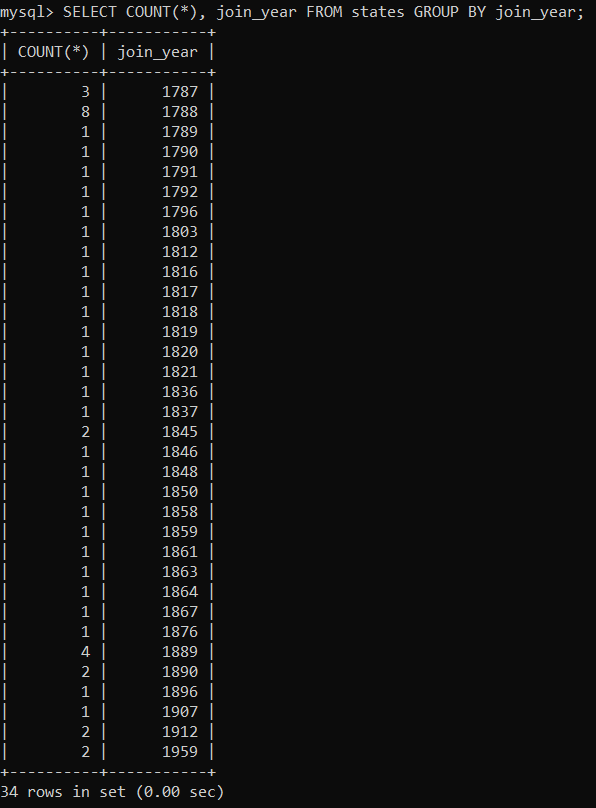 mysql> SELECT COUNT(*), join_year FROM states GROUP BY join_year;
+----------+-----------+
| COUNT(*) | join_year |
+----------+-----------+
|        3 |      1787 |
|        8 |      1788 |
|        1 |      1789 |
|        1 |      1790 |
|        1 |      1791 |
|        1 |      1792 |
|        1 |      1796 |
|        1 |      1803 |
|        1 |      1812 |
|        1 |      1816 |
|        1 |      1817 |
|        1 |      1818 |
|        1 |      1819 |
|        1 |      1820 |
|        1 |      1821 |
|        1 |      1836 |
|        1 |      1837 |
|        2 |      1845 |
|        1 |      1846 |
|        1 |      1848 |
|        1 |      1850 |
|        1 |      1858 |
|        1 |      1859 |
|        1 |      1861 |
|        1 |      1863 |
|        1 |      1864 |
|        1 |      1867 |
|        1 |      1876 |
|        4 |      1889 |
|        2 |      1890 |
|        1 |      1896 |
|        1 |      1907 |
|        2 |      1912 |
|        2 |      1959 |
+----------+-----------+
34 rows in set (0.00 sec)